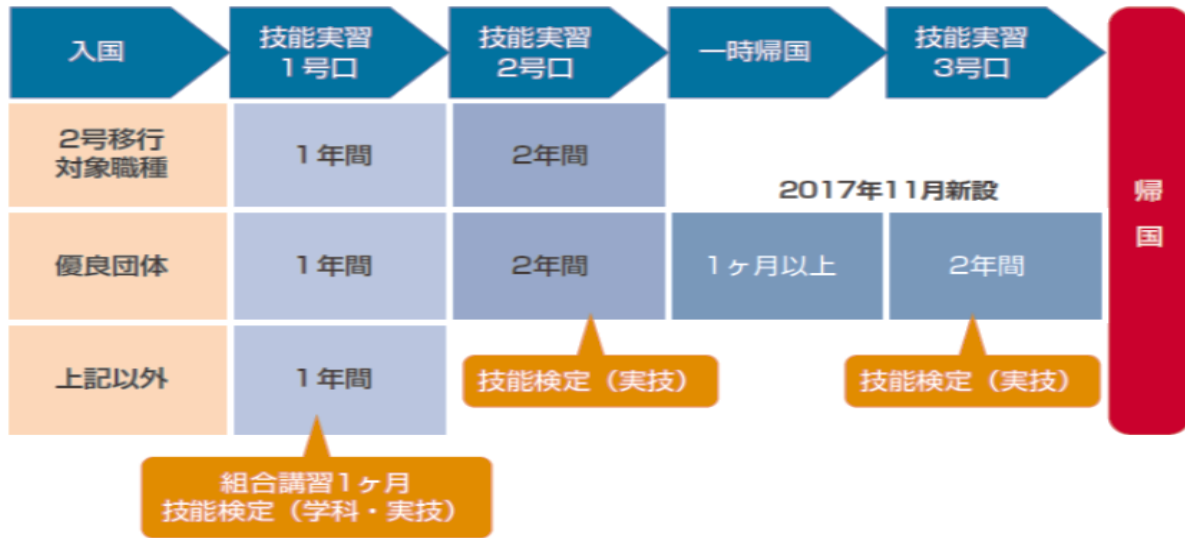 入国
技能実習
1号口
技能実習
2号口
一時帰国
技能実習
3号口
2号移行
対象職種
1年間
2年間
2017年11月新設
優良団体
1年間
2年間
1ヶ月以上
2年間
上記以外
1年間
技能検定（実技）
技能検定（実技）
組合講習1ヶ月
技能検定（学科・実技）
帰
国